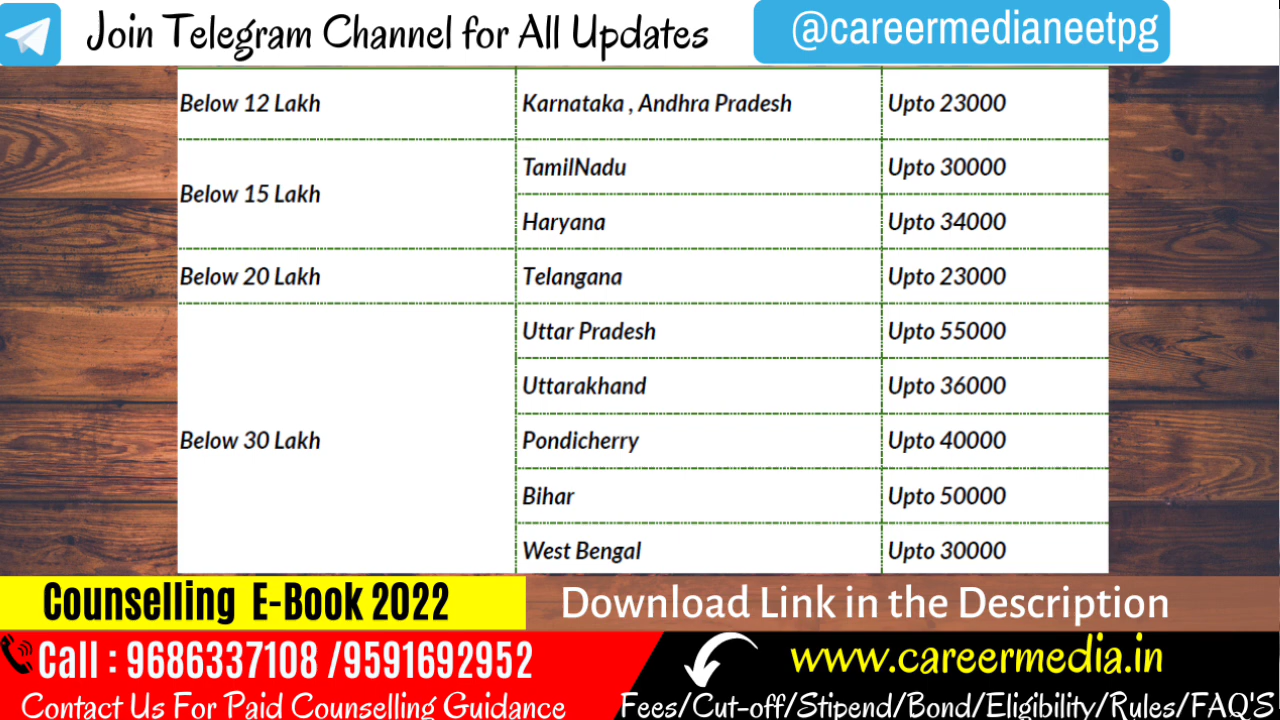 Join Telegram Channel for All Updates
@careermedianeetpg
Below 12 Lakh Karnataka , Andhra Pradesh Upto 23000
Below 15 Lakh
TamilNadu Upto 30000
Haryana Upto 34000
Below 20 Lakh Telangana Upto 23000
Below 30 Lakh
Uttar Pradesh Upto 55000
Uttarakhand Upto 36000
Pondicherry Upto 40000
Bihar Upto 50000
West Bengal Upto 30000
Counselling E-Book 2022
Download Link in the Description
Call : 9686337108 /9591692952
www.careermedia.in
Contact Us For Paid Counselling Guidance
Fees/Cut-off/Stipend/Bond/Eligibility/Rules/FAQ'S